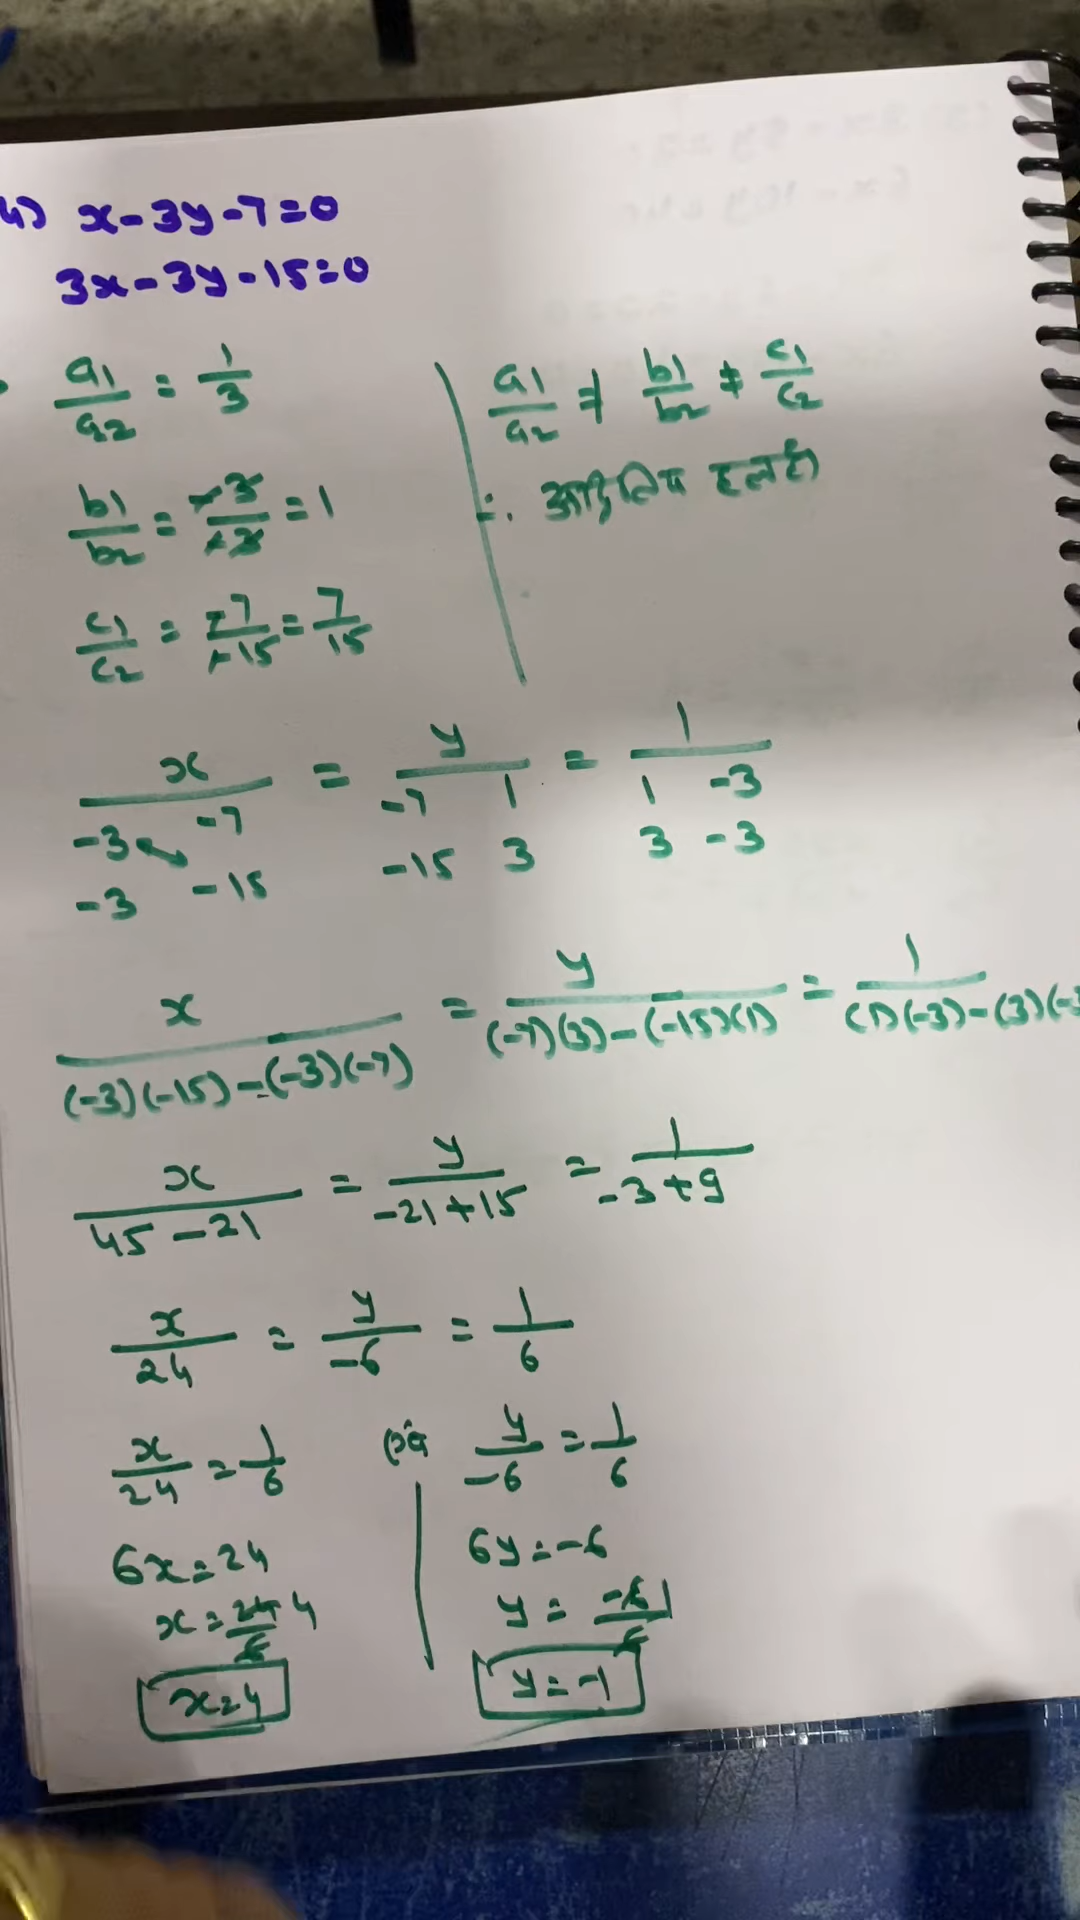 4) x-3y-7=0
3x-3y-15=0
a1/a2 = 1/3
b1/b2 = -3/-3 = 1
c1/c2 = -7/-15 = 7/15
a1/a2 ≠ b1/b2 ≠ c1/c2
∴ अद्वितीय हल है।
x = y = 1
-3 -7 -7 1 1 -3
-3 -15 -15 3 3 -3
x/(-3)(-15)-(-3)(-7) = y/(-7)(3)-(-15)(1) = 1/(1)(-3)-(3)(-3
x/45-21 = y/-21+15 = 1/-3+9
x/24 = y/-6 = 1/6
x/24 = 1/6 एवं y/-6 = 1/6
6x=24
x=24/6 4
x=4
6y=-6
y=-6/6 1
y=-1